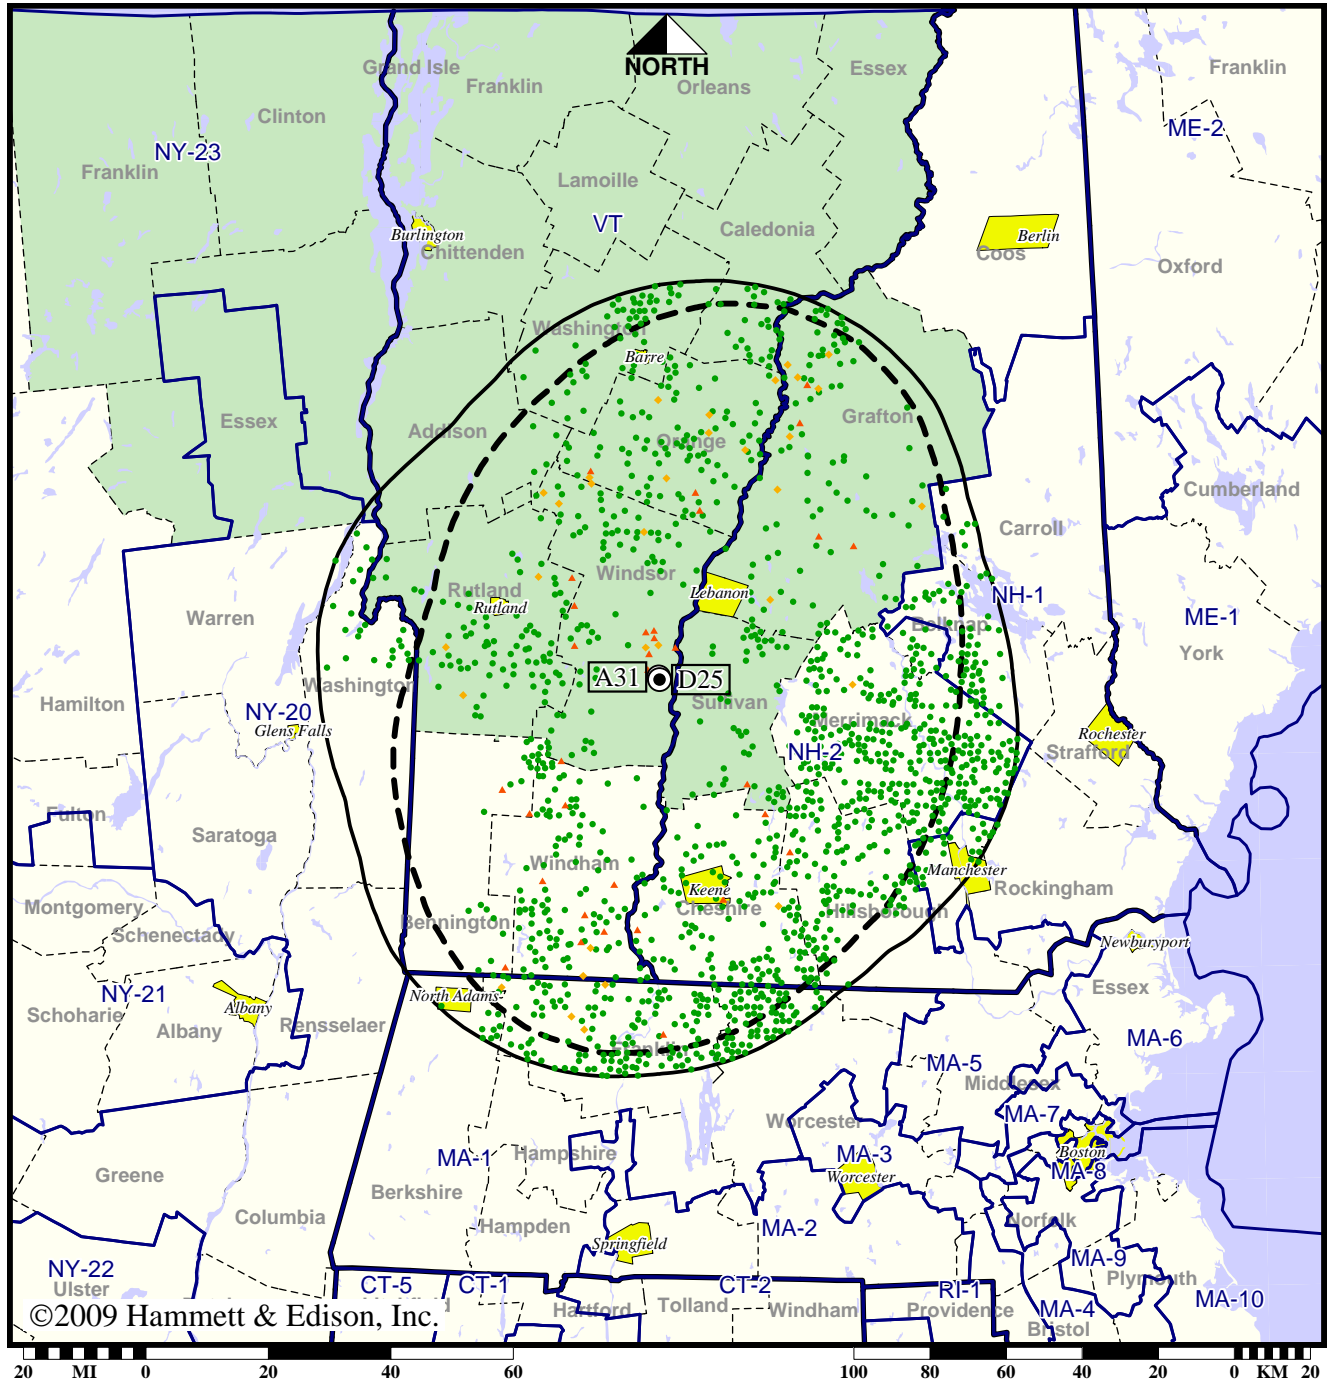 NORTH
Grand Isle
Franklin
Orleans
Essex
Franklin
Clinton
ME-2
NY-23
Franklin
Lamoille
VT
Caledonia
Burlington
Chittenden
Berlin
Coos
Oxford
Washington
Barre
Essex
Addison
Orange
Grafton
Cumberland
Carroll
Windsor
Rutland
Rutland
Lebanon
NH-1
Warren
Belknap
ME-1
York
A31
D25
Washington
Sullivan
Hamilton
NY-20
Glens Falls
Merrimack
Rochester
Strafford
NH-2
Fulton
Saratoga
Windham
Manchester
Keene
Rockingham
Cheshire
Hillsborough
Montgomery
Bennington
Schenectady
Newburyport
NY-21
North Adams
Essex
Schoharie
Albany
Albany
Rensselaer
MA-6
Franklin
MA-5
Middlesex
Worcester
MA-7
Hampshire
MA-1
MA-3
Boston
MA-8
Greene
Worcester
Berkshire
Columbia
Hampden
MA-2
Norfolk
Springfield
MA-9
NY-22
Ulster
CT-5
CT-1
CT-2
RI-1
Plymouth
MA-10
©2009 Hammett & Edison, Inc.
Hartford
Tolland
Windham
Providence
MA-4
Bristol
20 MI 0 20 40 60 100 80 60 40 20 0 KM 20